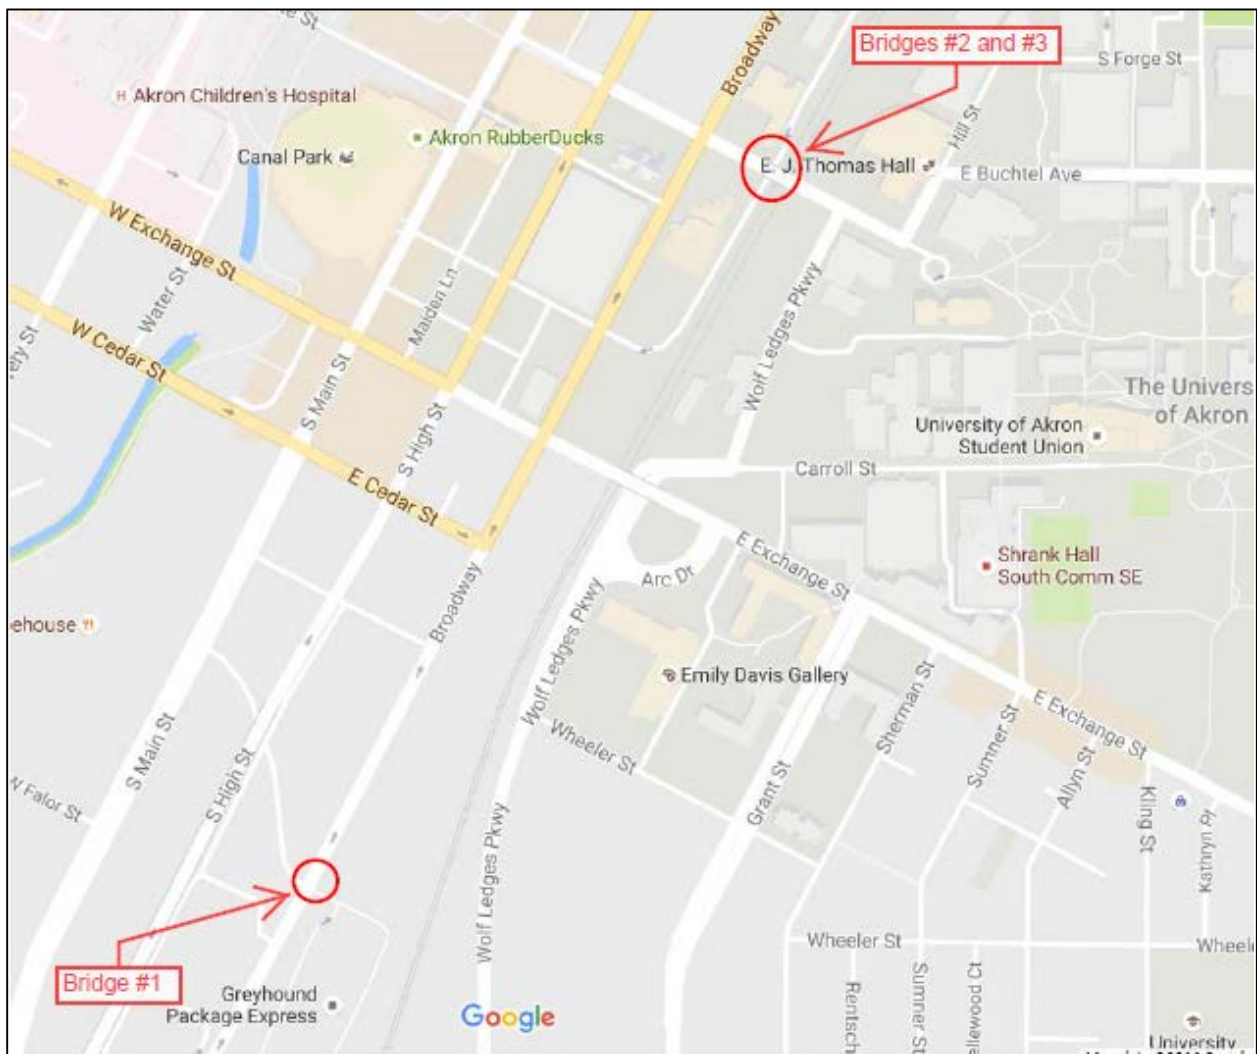 Bridges #2 and #3
Broadway
S Forge St
Akron Children's Hospital
Hill St
Akron RubberDucks
Canal Park
E. J. Thomas Hall
E Buchtel Ave
W Exchange St
Water St
Maiden Ln
W Cedar St
S Main St
Wolf Ledges Pkwy
The Univers
of Akron
University of Akron
Student Union
S High St
Carroll St
E Cedar St
E Exchange St
Shrank Hall
South Comm SE
Arc Dr
Broadway
ehouse
Wolf Ledges Pkwy
Emily Davis Gallery
Sherman St
E Exchange St
Sumner St
Wheeler St
S Main St
Allyn St
S High St
Grant St
Kling St
W Falor St
Kathryn Pl
Wolf Ledges Pkwy
Wheeler St
Wheele
Bridge #1
Greyhound
Package Express
Google
Rentsch
Sumner St
University